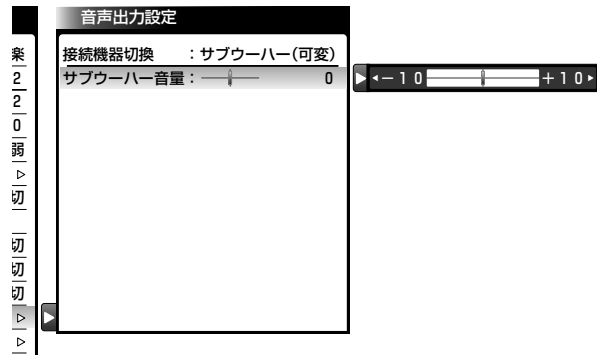 音声出力設定
楽
2
2
0
弱
▷
切
切
切
切
▷
▷
接続機器切換 ：サブウーハー(可変)
サブウーハー音量： 0
－10 ＋10